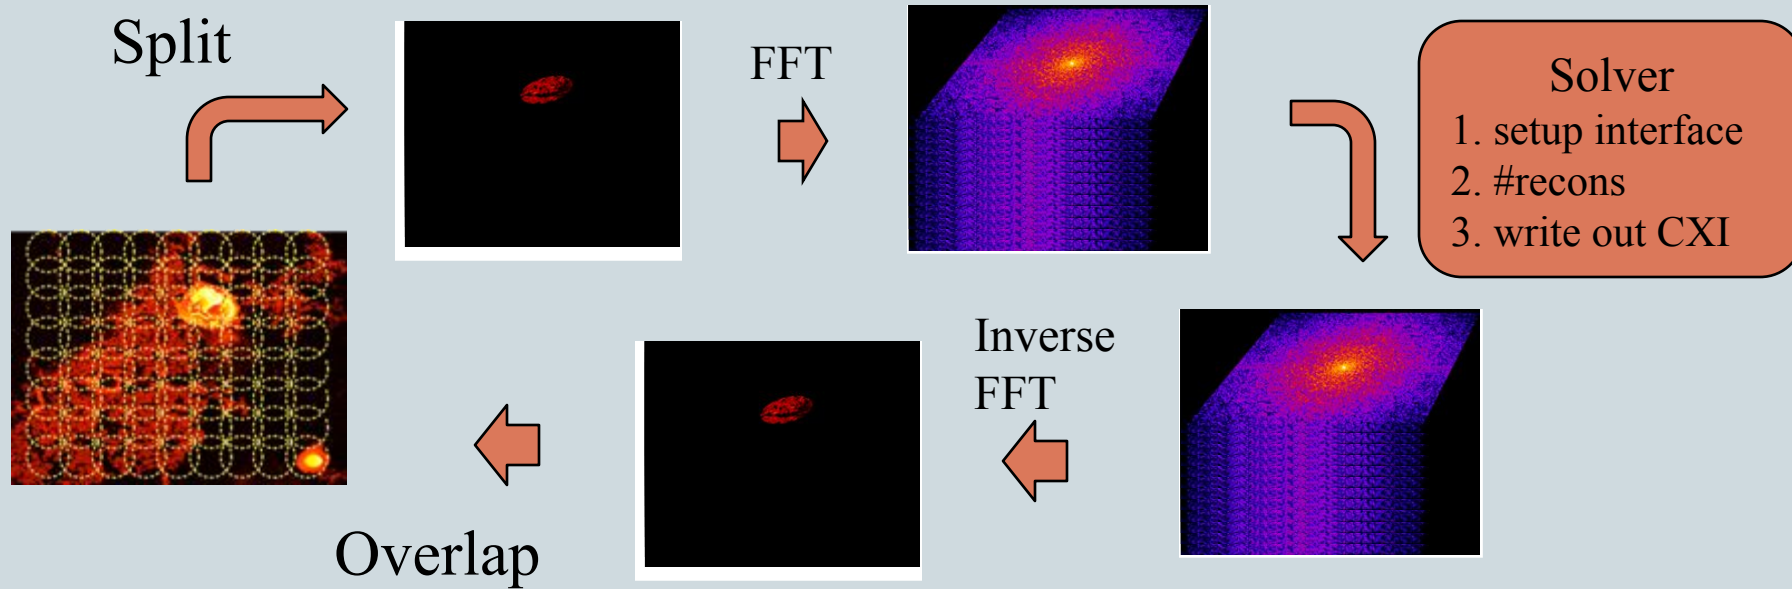 Split
FFT
Solver
1. setup interface
2. #recons
3. write out CXI
Inverse
FFT
Overlap